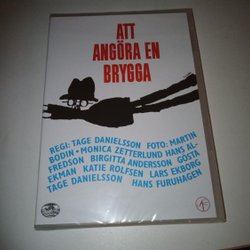 ATT
ANGÖRA EN
BRYGGA
REGI: TAGE DANIELSSON FOTO: MARTIN
BODIN • MONICA ZETTERLUND HANS AL-
FREDSON BIRGITTA ANDERSSON GÖSTA
EKMAN KATIE ROLFSEN LARS EKBORG
TAGE DANIELSSON HANS FURUHAGEN